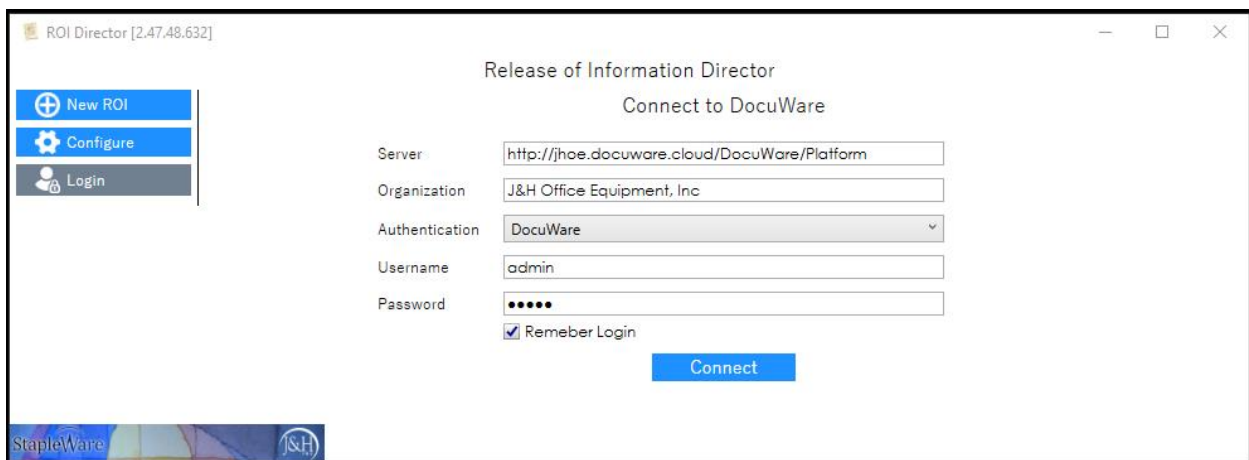 ROI Director [2.47.48.632]
Release of Information Director
New ROI
Configure
Login
Connect to DocuWare
Server http://jhoe.docuware.cloud/DocuWare/Platform
Organization J&H Office Equipment, Inc
Authentication DocuWare
Username admin
Password •••••
Remeber Login
Connect
StapleWare J&H